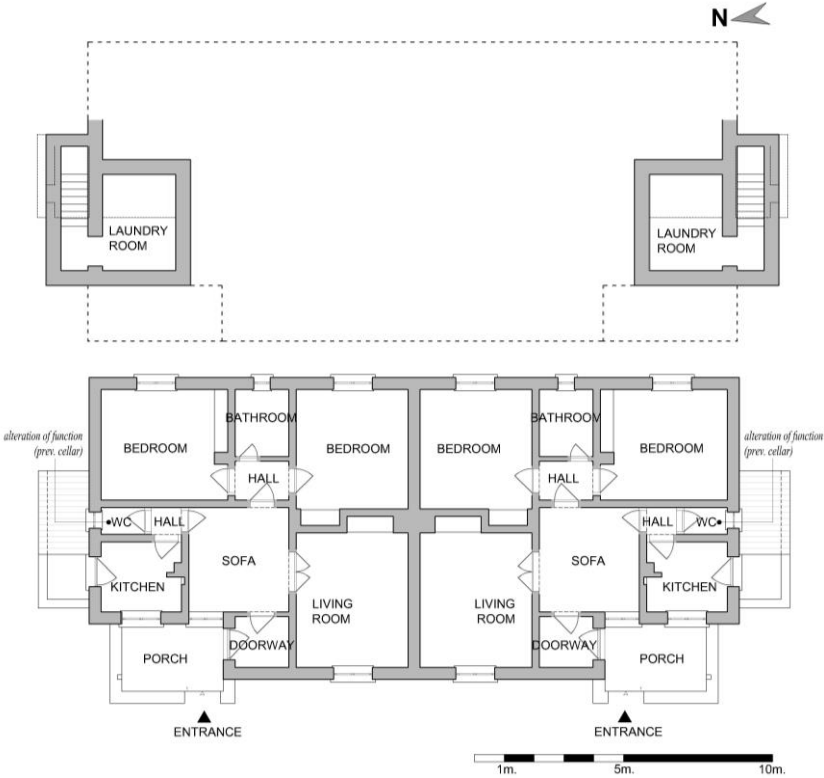 N
LAUNDRY
ROOM
LAUNDRY
ROOM
alteration of function
(prev. cellar)
BEDROOM
BATHROOM
BEDROOM
HALL
WC
HALL
KITCHEN
SOFA
LIVING
ROOM
DOORWAY
PORCH
ENTRANCE
BEDROOM
BATHROOM
BEDROOM
HALL
alteration of function
(prev. cellar)
HALL
WC
SOFA
KITCHEN
LIVING
ROOM
DOORWAY
PORCH
ENTRANCE
1m.
5m.
10m.